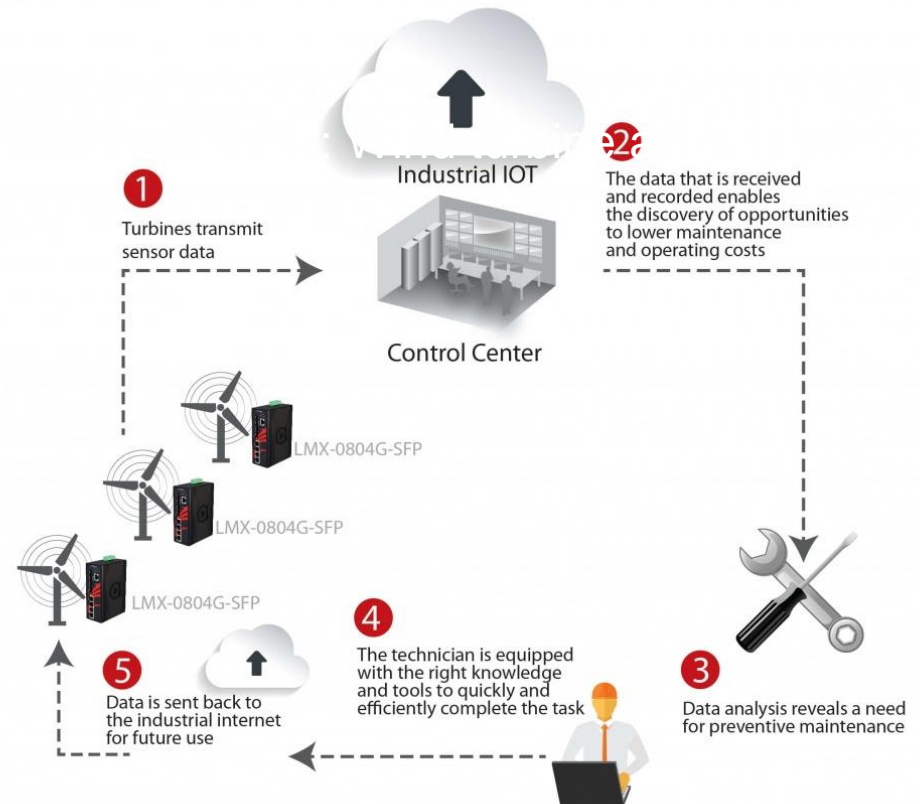 : Wind turbine a
Industrial IOT
Control Center
1
Turbines transmit
sensor data
2
The data that is received
and recorded enables
the discovery of opportunities
to lower maintenance
and operating costs
LMX-0804G-SFP
LMX-0804G-SFP
LMX-0804G-SFP
3
Data analysis reveals a need
for preventive maintenance
4
The technician is equipped
with the right knowledge
and tools to quickly and
efficiently complete the task
5
Data is sent back to
the industrial internet
for future use